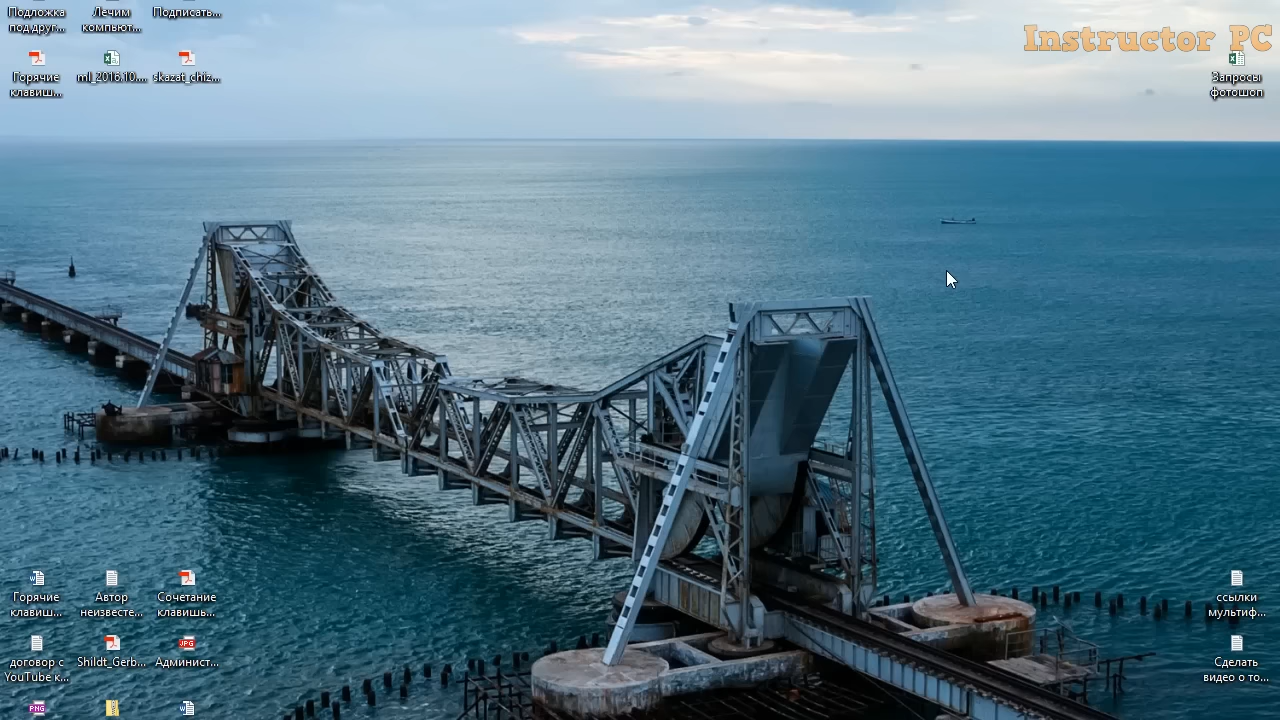 Подложка
под друг...
Лечим
компьют...
Подписать...
Instructor PC
Горячие
клавиш...
ml_2016.10....
skazat_chiz...
Запросы
фотошоп
Горячие
клавиш...
Автор
неизвесте...
Сочетание
клавишь...
ссылки
мультиф...
договор с
YouTube к...
Shildt_Gerb...
JPG
Админист...
Сделать
видео о то...
PNG